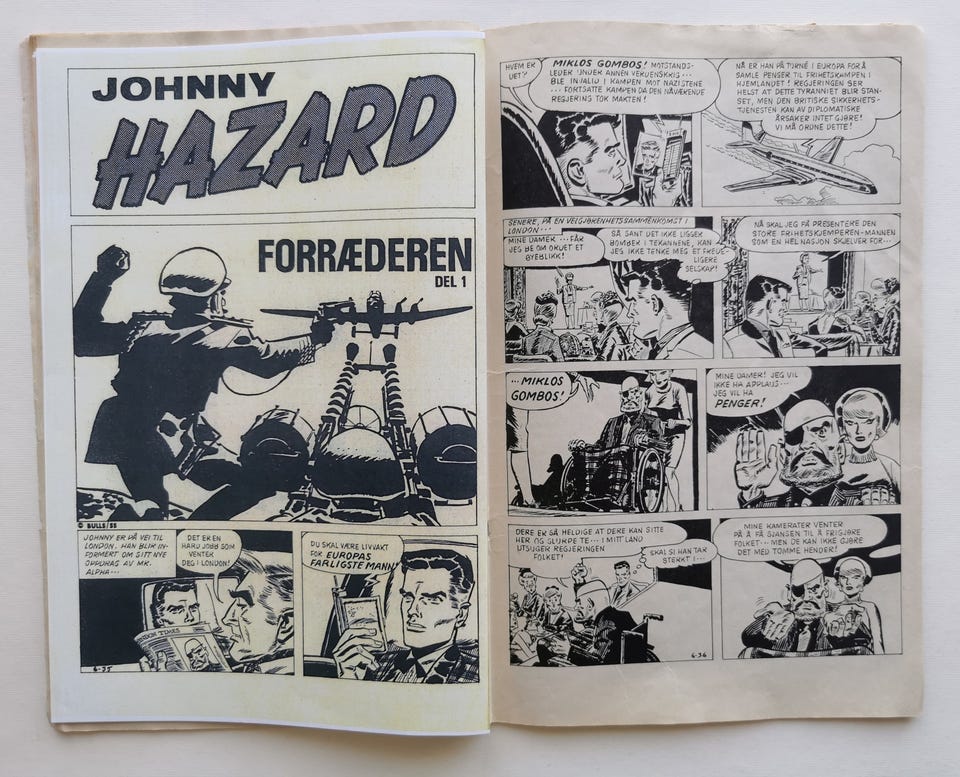 JOHNNY
HAZARD
FORRÆDEREN
DEL 1
© BULLS/SS
JOHNNY ER PÅ VEI TIL
LONDON. HAN BLIR IN-
FORMERT OM SITT NYE
OPPDRAG AV MR.
ALPHA...
DET ER EN
HARD JOBB SOM
VENTER
DEG I LONDON!
LONDON TIMES
6-35
DU SKAL VÆRE LIVVAKT
FOR EUROPAS
FARLIGSTE MANN!
HVEM ER
DET?
MIKLOS GOMBOS! MOTSTANDS-
LEDER UNDER ANNEN VERDENSKRIG...
BLE INVALID I KAMPEN MOT NAZISTENE
... FORTSATTE KAMPEN DA DEN NÅVÆRENDE
REGJERING TOK MAKTEN!
NÅ ER HAN PÅ TURNÉ I EUROPA FOR Å
SAMLE PENGER TIL FRIHETSKAMPEN I
HJEMLANDET! REGJERINGEN SER
HELST AT DETTE TYRANNIET BLIR STAN-
SET, MEN DEN BRITISKE SIKKERHETS-
TJENESTEN KAN AV DIPLOMATISKE
ÅRSAKER INTET GJØRE!
VI MÅ ORDNE DETTE!
SENERE, PÅ EN VELGJØRENHETSSAMMENKOMST I
LONDON...
MINE DAMER... FÅR
JEG BE OM ORDET ET
ØYEBLIKK!
SÅ SANT DET IKKE LIGGER
BOMBER I TEKANNENE, KAN
JEG IKKE TENKE MEG ET FREDE-
LIGERE
SELSKAP!
NÅ SKAL JEG FÅ PRESENTERE DEN
STORE FRIHETSKJEMPEREN-MANNEN
SOM EN HEL NASJON SKJELVER FOR...
... MIKLOS
GOMBOS!
MINE DAMER! JEG VIL
IKKE HA APPLAUS...
JEG VIL HA
PENGER!
DERE ER SÅ HELDIGE AT DERE KAN SITTE
HER OG SLURPE TE... I MITT LAND
UTSUGER REGJERINGEN
FOLKET!
SKAL SI HAN TAR
STERKT I...
6-36
MINE KAMERATER VENTER
PÅ Å FÅ SJANSEN TIL Å FRIGJØRE
FOLKET... MEN DE KAN IKKE GJØRE
DET MED TOMME HENDER!